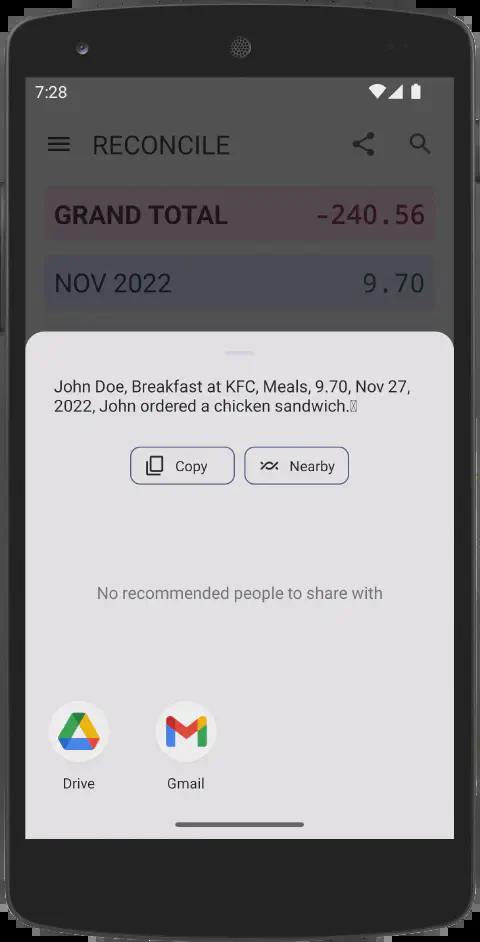 7:28
RECONCILE
GRAND TOTAL -240.56
NOV 2022 9.70
John Doe, Breakfast at KFC, Meals, 9.70, Nov 27,
2022, John ordered a chicken sandwich.
Copy Nearby
No recommended people to share with
Drive Gmail